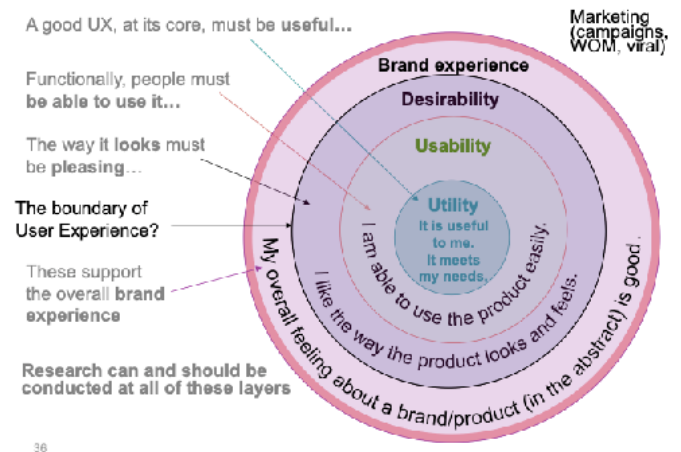 A good UX, at its core, must be useful…
Functionally, people must
be able to use it…
The way it looks must
be pleasing…
The boundary of
User Experience?
These support
the overall brand
experience
Research can and should be
conducted at all of these layers
36
Marketing
(campaigns,
WOM, viral)
Brand experience
Desirability
Usability
Utility
It is useful
to me.
It meets
my needs.
I am able to use the product easily.
I like the way the product looks and feels.
My overall feeling about a brand/product (in the abstract) is good.